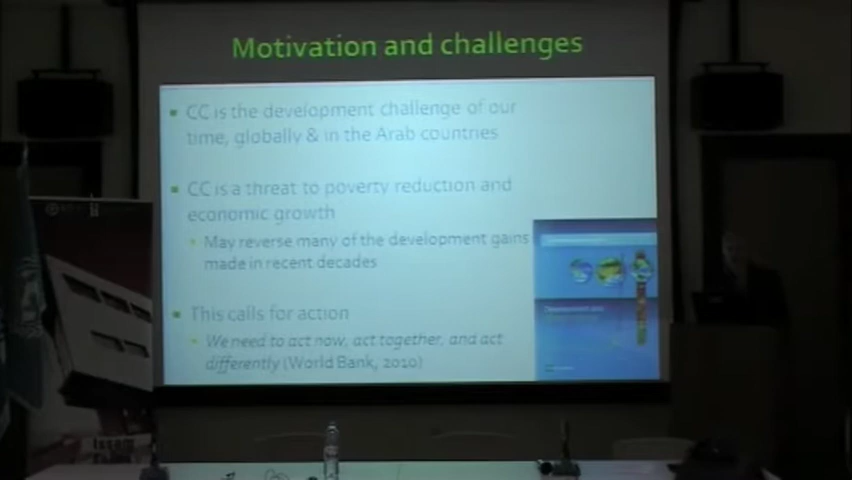 Motivation and challenges
CC is the development challenge of our
time, globally & in the Arab countries
CC is a threat to poverty reduction and
economic growth
May reverse many of the development gains
made in recent decades
This calls for action
We need to act now, act together, and act
differently (World Bank, 2010)
Issam